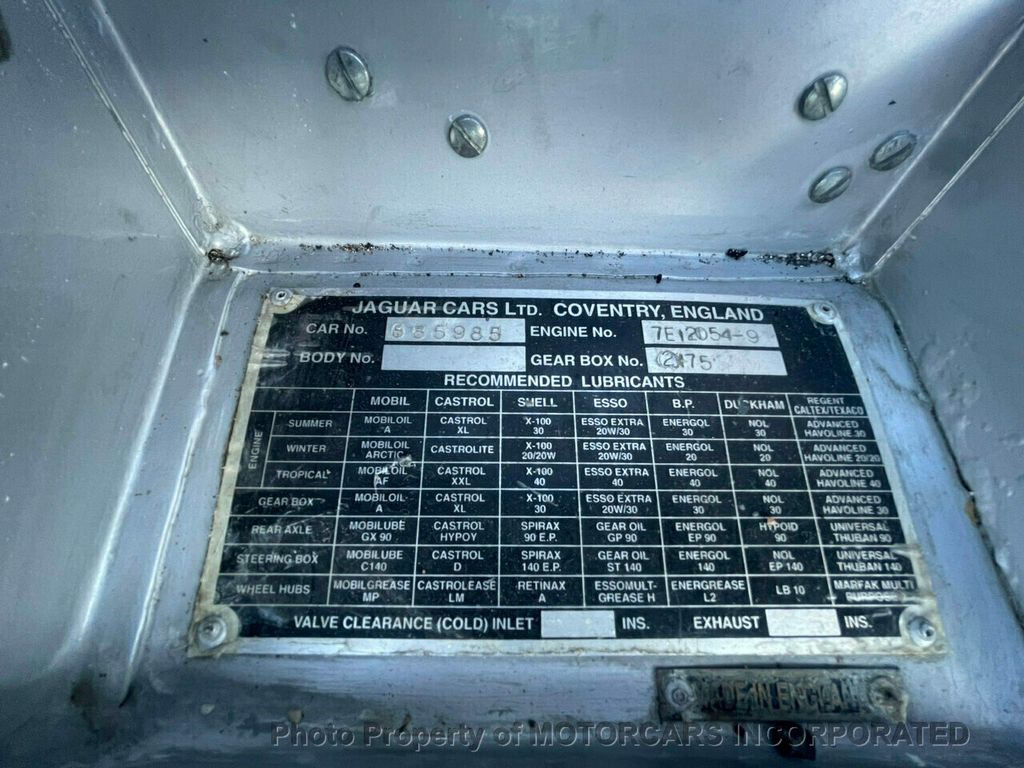 JAGUAR CARS LTD. COVENTRY, ENGLAND
CAR No. ENGINE No. 7E12054-9
BODY No. GEAR BOX No.
RECOMMENDED LUBRICANTS
MOBIL CASTROL SHELL ESSO B.P. DUCKHAM REGENT CALTEX/TEXACO
ENGINE
SUMMER MOBILOIL A CASTROL XL X-100 30 ESSO EXTRA 20W/30 ENERGOL 30 NOL 30 ADVANCED HAVOLINE 30
WINTER MOBILOIL ARCTIC CASTROLITE X-100 20/20W ESSO EXTRA 20W/30 ENERGOL 20 NOL 20 ADVANCED HAVOLINE 20/20
TROPICAL MOBILOIL AF CASTROL XXL X-100 40 ESSO EXTRA 40 ENERGOL 40 NOL 40 ADVANCED HAVOLINE 40
GEAR BOX MOBILOIL A CASTROL XL X-100 30 ESSO EXTRA 20W/30 ENERGOL 30 NOL 30 ADVANCED HAVOLINE 30
REAR AXLE MOBILUBE GX 90 CASTROL HYPOY SPIRAX 90 E.P. GEAR OIL GP 90 ENERGOL EP 90 HYPOID 90 UNIVERSAL THUBAN 90
STEERING BOX MOBILUBE C140 CASTROL D SPIRAX 140 E.P. GEAR OIL ST 140 ENERGOL 140 NOL EP 140 UNIVERSAL THUBAN 140
WHEEL HUBS MOBILGREASE MP CASTROLEASE LM RETINAX A ESSOMULT-GREASE H ENERGREASE L2 LB 10 MARFAK MULTI PURPOSE
VALVE CLEARANCE (COLD) INLET INS. EXHAUST INS.
MADE IN ENGLAND
Photo Property of MOTORCARS INCORPORATED